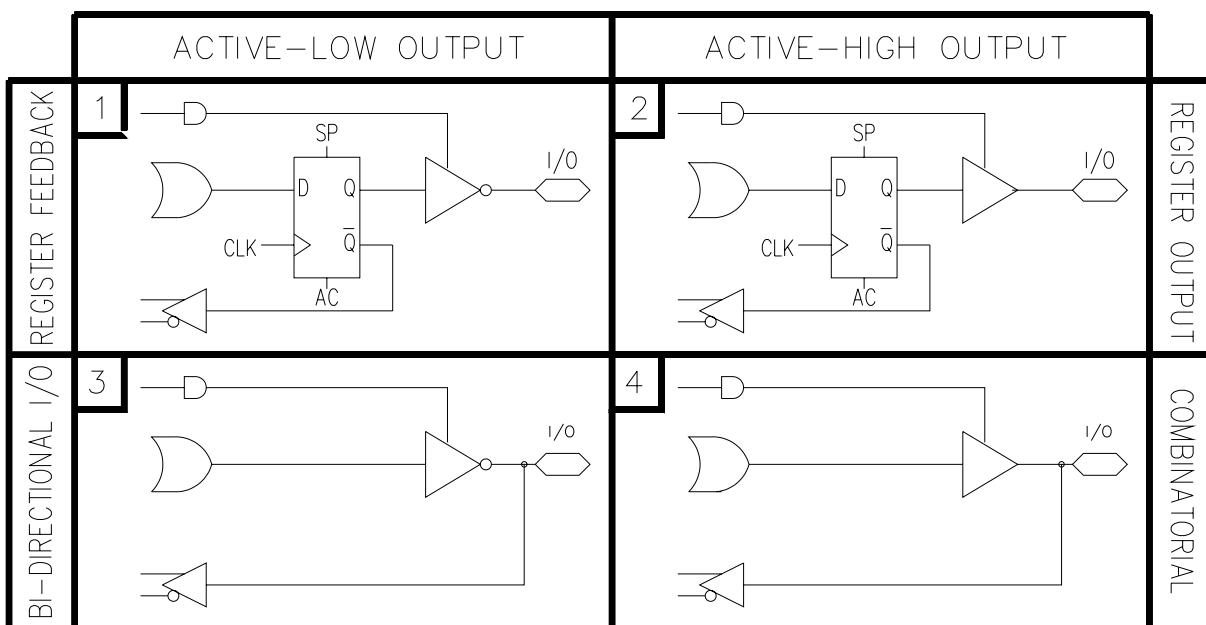 ACTIVE-LOW OUTPUT
ACTIVE-HIGH OUTPUT
REGISTER FEEDBACK
1
SP
D Q
CLK
Q̅
AC
I/O
2
SP
D Q
CLK
Q̅
AC
I/O
REGISTER OUTPUT
BI-DIRECTIONAL I/O
3
I/O
4
I/O
COMBINATORIAL